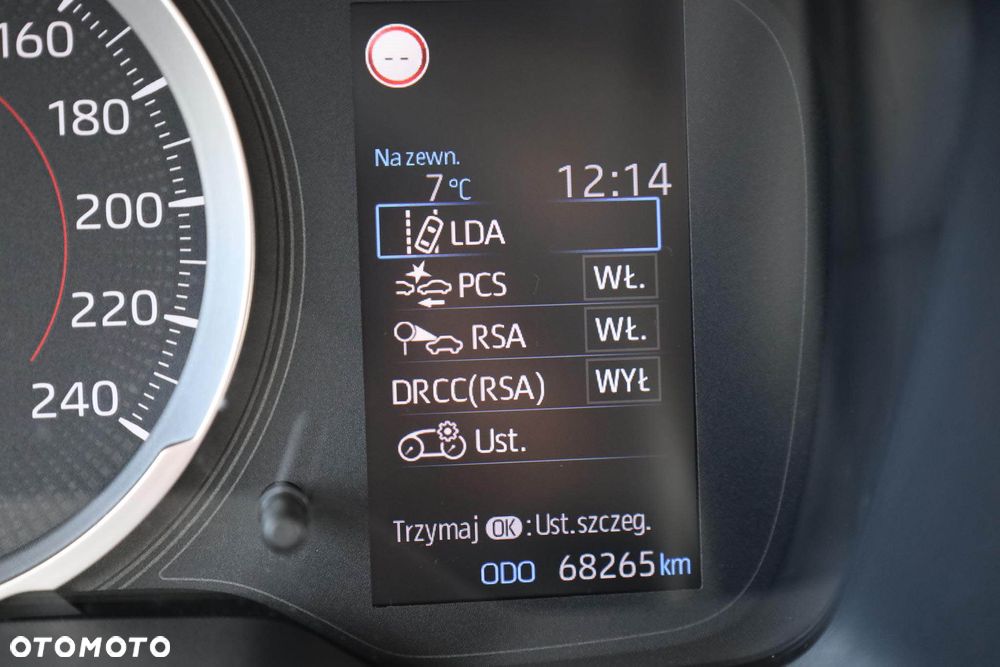 160
180
200
220
240
--
Na zewn.
7 °C 12:14
LDA
PCS WŁ.
RSA WŁ.
DRCC(RSA) WYŁ
Ust.
Trzymaj OK : Ust.szczeg.
ODO 68265 km
OTOMOTO